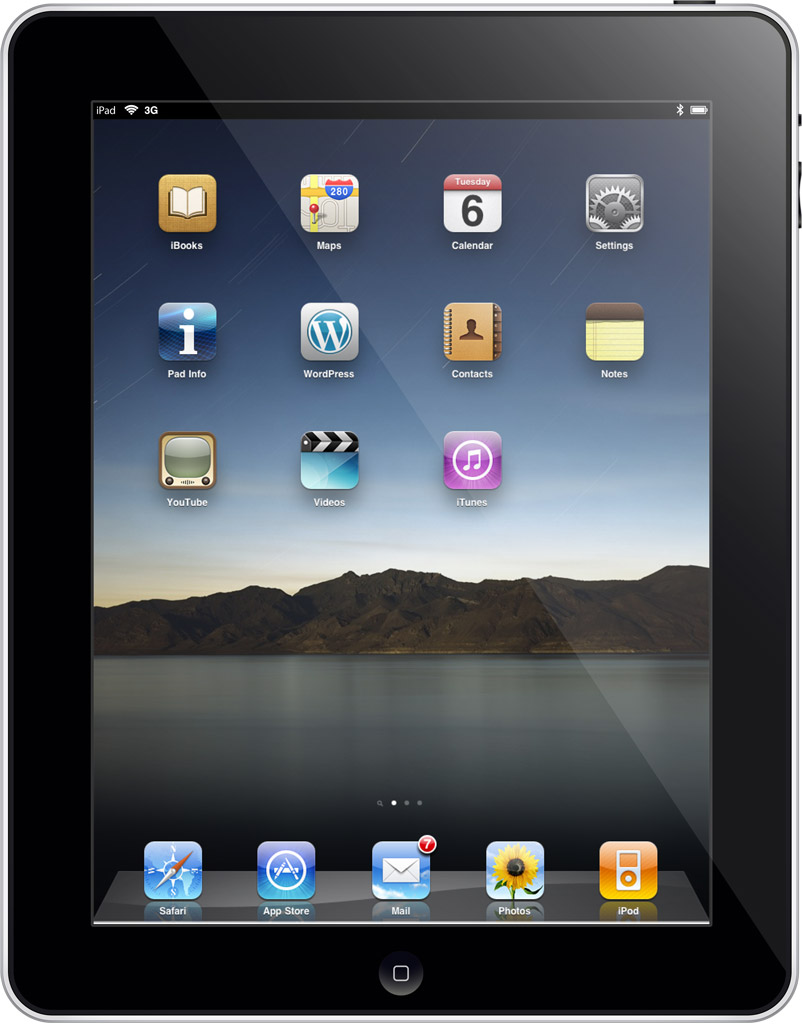 iPad 3G
280
Tuesday
6
iBooks Maps Calendar Settings
Pad Info WordPress Contacts Notes
YouTube Videos iTunes
7
Safari App Store Mail Photos iPod